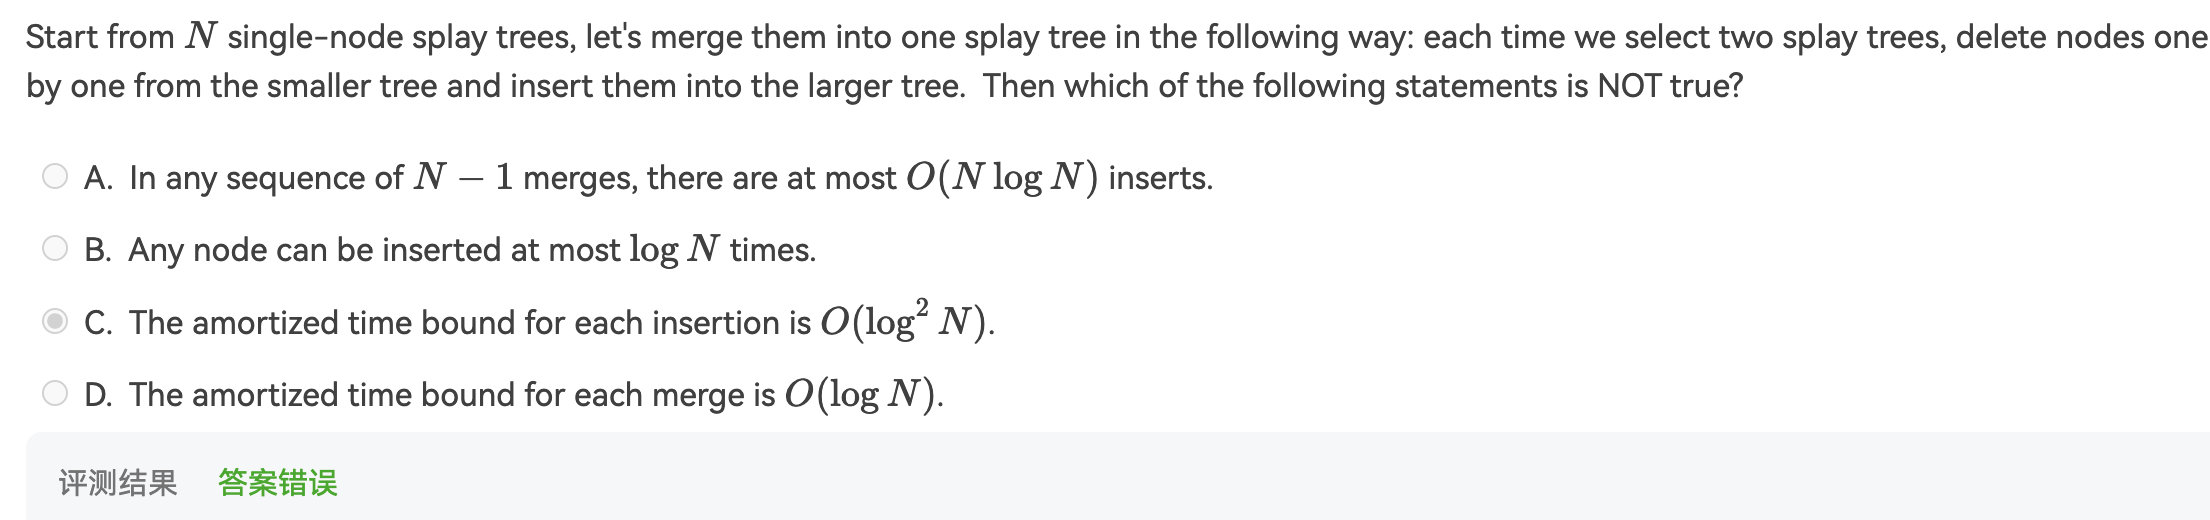 Start from N single-node splay trees, let's merge them into one splay tree in the following way: each time we select two splay trees, delete nodes one
by one from the smaller tree and insert them into the larger tree. Then which of the following statements is NOT true?
A. In any sequence of N − 1 merges, there are at most O(N log N) inserts.
B. Any node can be inserted at most log N times.
C. The amortized time bound for each insertion is O(log² N).
D. The amortized time bound for each merge is O(log N).
评测结果 答案错误